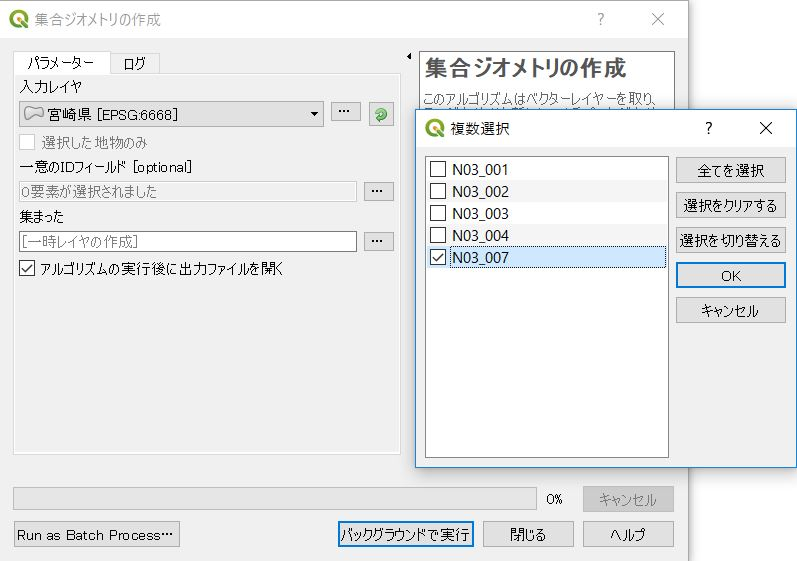 集合ジオメトリの作成
パラメーター
ログ
入力レイヤ
宮崎県 [EPSG:6668]
選択した地物のみ
一意のIDフィールド [optional]
0要素が選択されました
集まった
[一時レイヤの作成]
アルゴリズムの実行後に出力ファイルを開く
集合ジオメトリの作成
このアルゴリズムはベクターレイヤーを取り、
複数選択
N03_001
N03_002
N03_003
N03_004
N03_007
全てを選択
選択をクリアする
選択を切り替える
OK
キャンセル
0%
キャンセル
Run as Batch Process…
バックグラウンドで実行
閉じる
ヘルプ